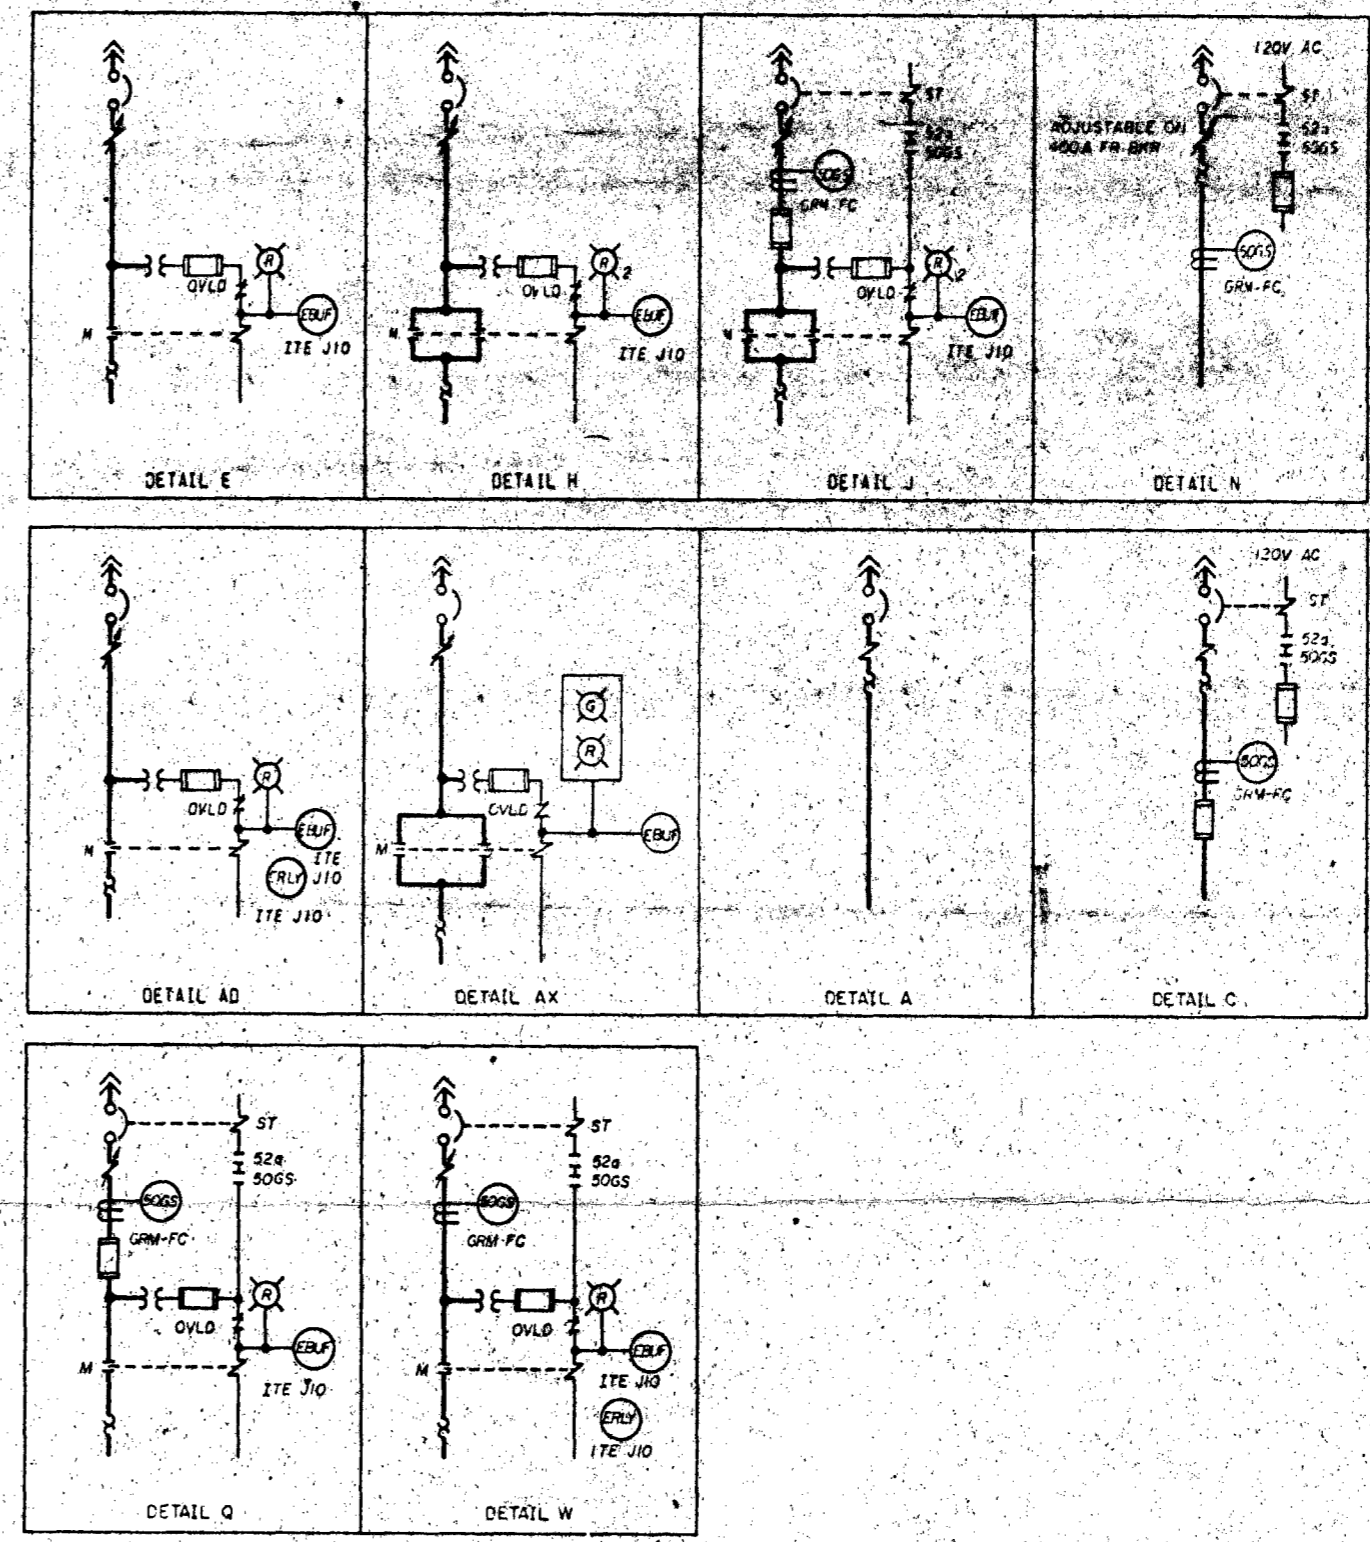 R
OVLD
EBUF
M
ITE J10
DETAIL E
R
2
OVLD
EBUF
M
ITE J10
DETAIL H
ST
52a
50GS
50GS
GRM-FC
R
2
OVLD
EBUF
M
ITE J10
DETAIL J
120V AC
ST
ADJUSTABLE ON
400A FR BKR
52a
50GS
50GS
GRM-FC
DETAIL N
R
OVLD
EBUF
M
ITE
J10
ERLY
ITE J10
DETAIL AD
G
R
OVLD
EBUF
M
DETAIL AX
DETAIL A
120V AC
ST
52a
50GS
50GS
GRM-FC
DETAIL C
ST
52a
50GS
50GS
GRM-FC
R
OVLD
EBUF
M
ITE J10
DETAIL Q
ST
52a
50GS
50GS
GRM-FC
R
OVLD
EBUF
M
ITE J10
ERLY
ITE J10
DETAIL W